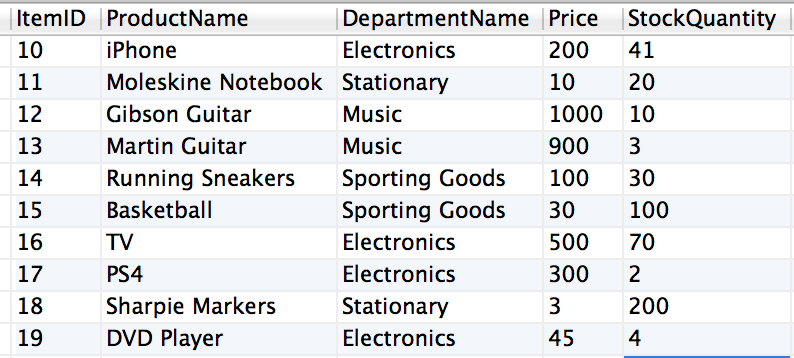 ItemID ProductName DepartmentName Price StockQuantity
10 iPhone Electronics 200 41
11 Moleskine Notebook Stationary 10 20
12 Gibson Guitar Music 1000 10
13 Martin Guitar Music 900 3
14 Running Sneakers Sporting Goods 100 30
15 Basketball Sporting Goods 30 100
16 TV Electronics 500 70
17 PS4 Electronics 300 2
18 Sharpie Markers Stationary 3 200
19 DVD Player Electronics 45 4